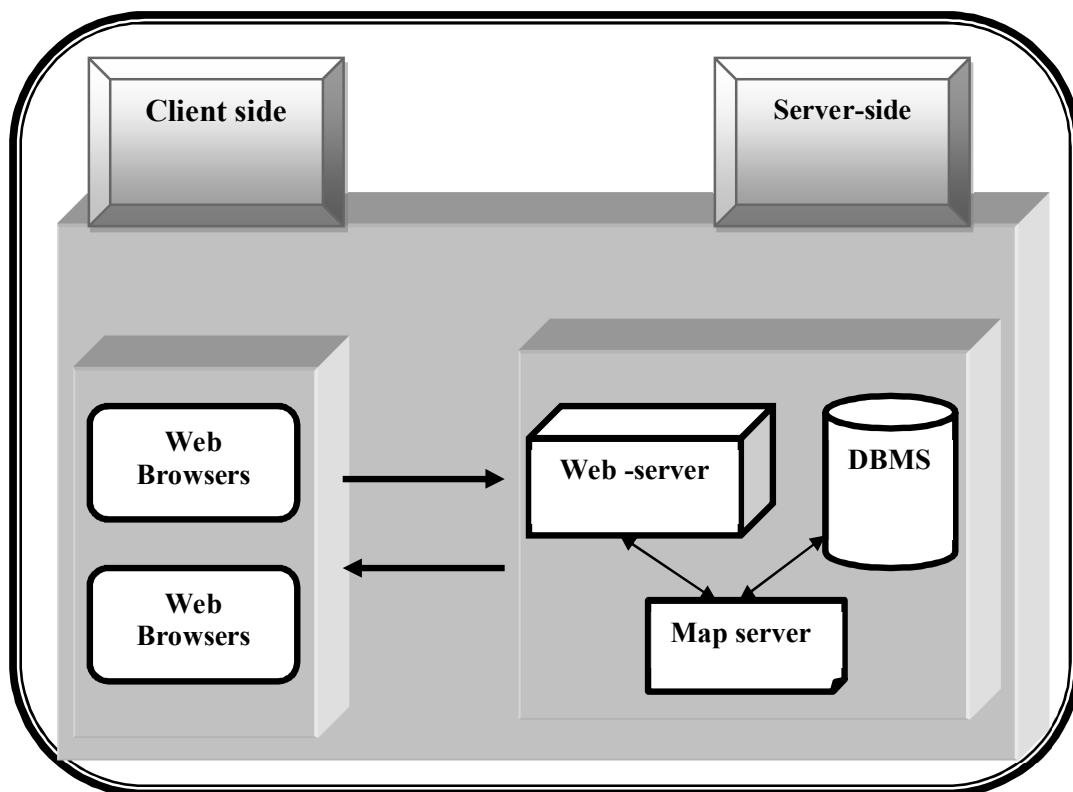 Client side
Server-side
Web
Browsers
Web
Browsers
Web -server
DBMS
Map server